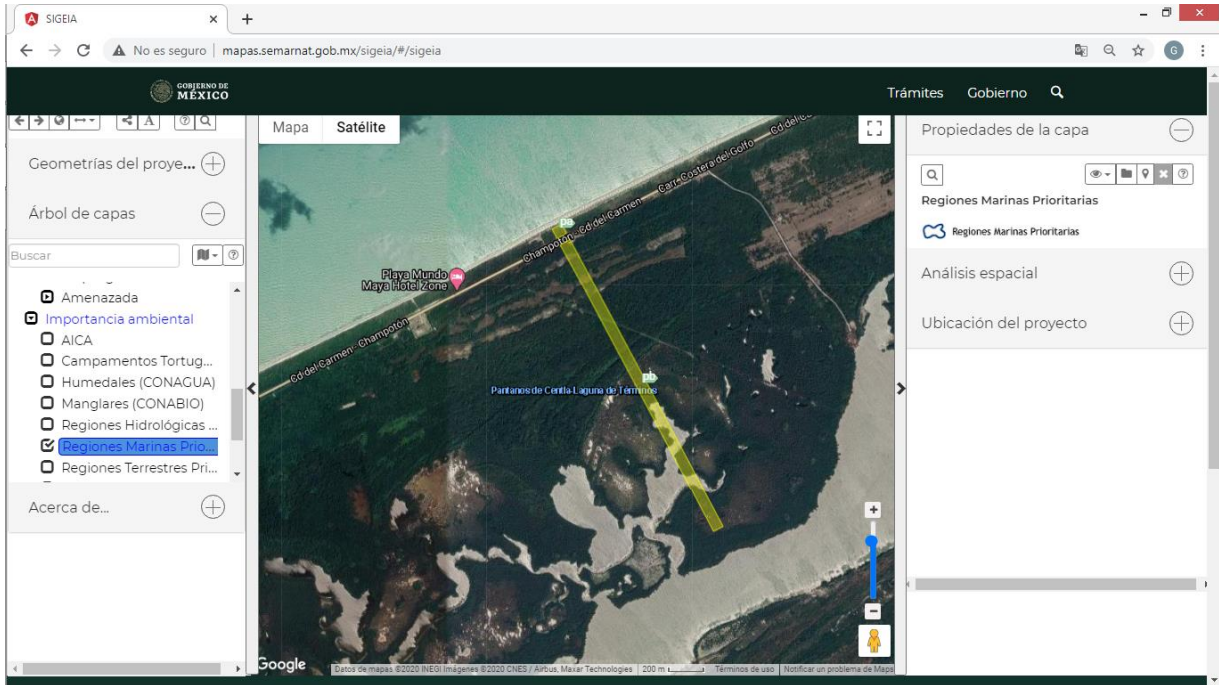 SIGEIA
No es seguro | mapas.semarnat.gob.mx/sigeia/#/sigeia
G
GOBIERNO DE
MÉXICO
Trámites Gobierno
Geometrías del proye...
Árbol de capas
Buscar
Amenazada
Importancia ambiental
AICA
Campamentos Tortug...
Humedales (CONAGUA)
Manglares (CONABIO)
Regiones Hidrológicas ...
Regiones Marinas Prio...
Regiones Terrestres Pri...
Acerca de...
Mapa Satélite
Cd del C
Carr. Costera del Golfo
Champotón - Cd del Carmen
pa
Playa Mundo
Maya Hotel Zone
Cd del Carmen - Champotón
pb
Pantanos de Centla-Laguna de Términos
Google
Datos de mapas ©2020 INEGI Imágenes ©2020 CNES / Airbus, Maxar Technologies 200 m Términos de uso Notificar un problema de Maps
Propiedades de la capa
Regiones Marinas Prioritarias
Regiones Marinas Prioritarias
Análisis espacial
Ubicación del proyecto